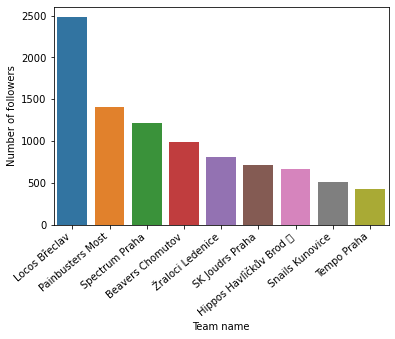 2500
2000
1500
1000
500
0
Number of followers
Locos Břeclav
Painbusters Most
Spectrum Praha
Beavers Chomutov
Žraloci Ledenice
SK Joudrs Praha
Hippos Havlíčkův Brod
Snails Kunovice
Tempo Praha
Team name